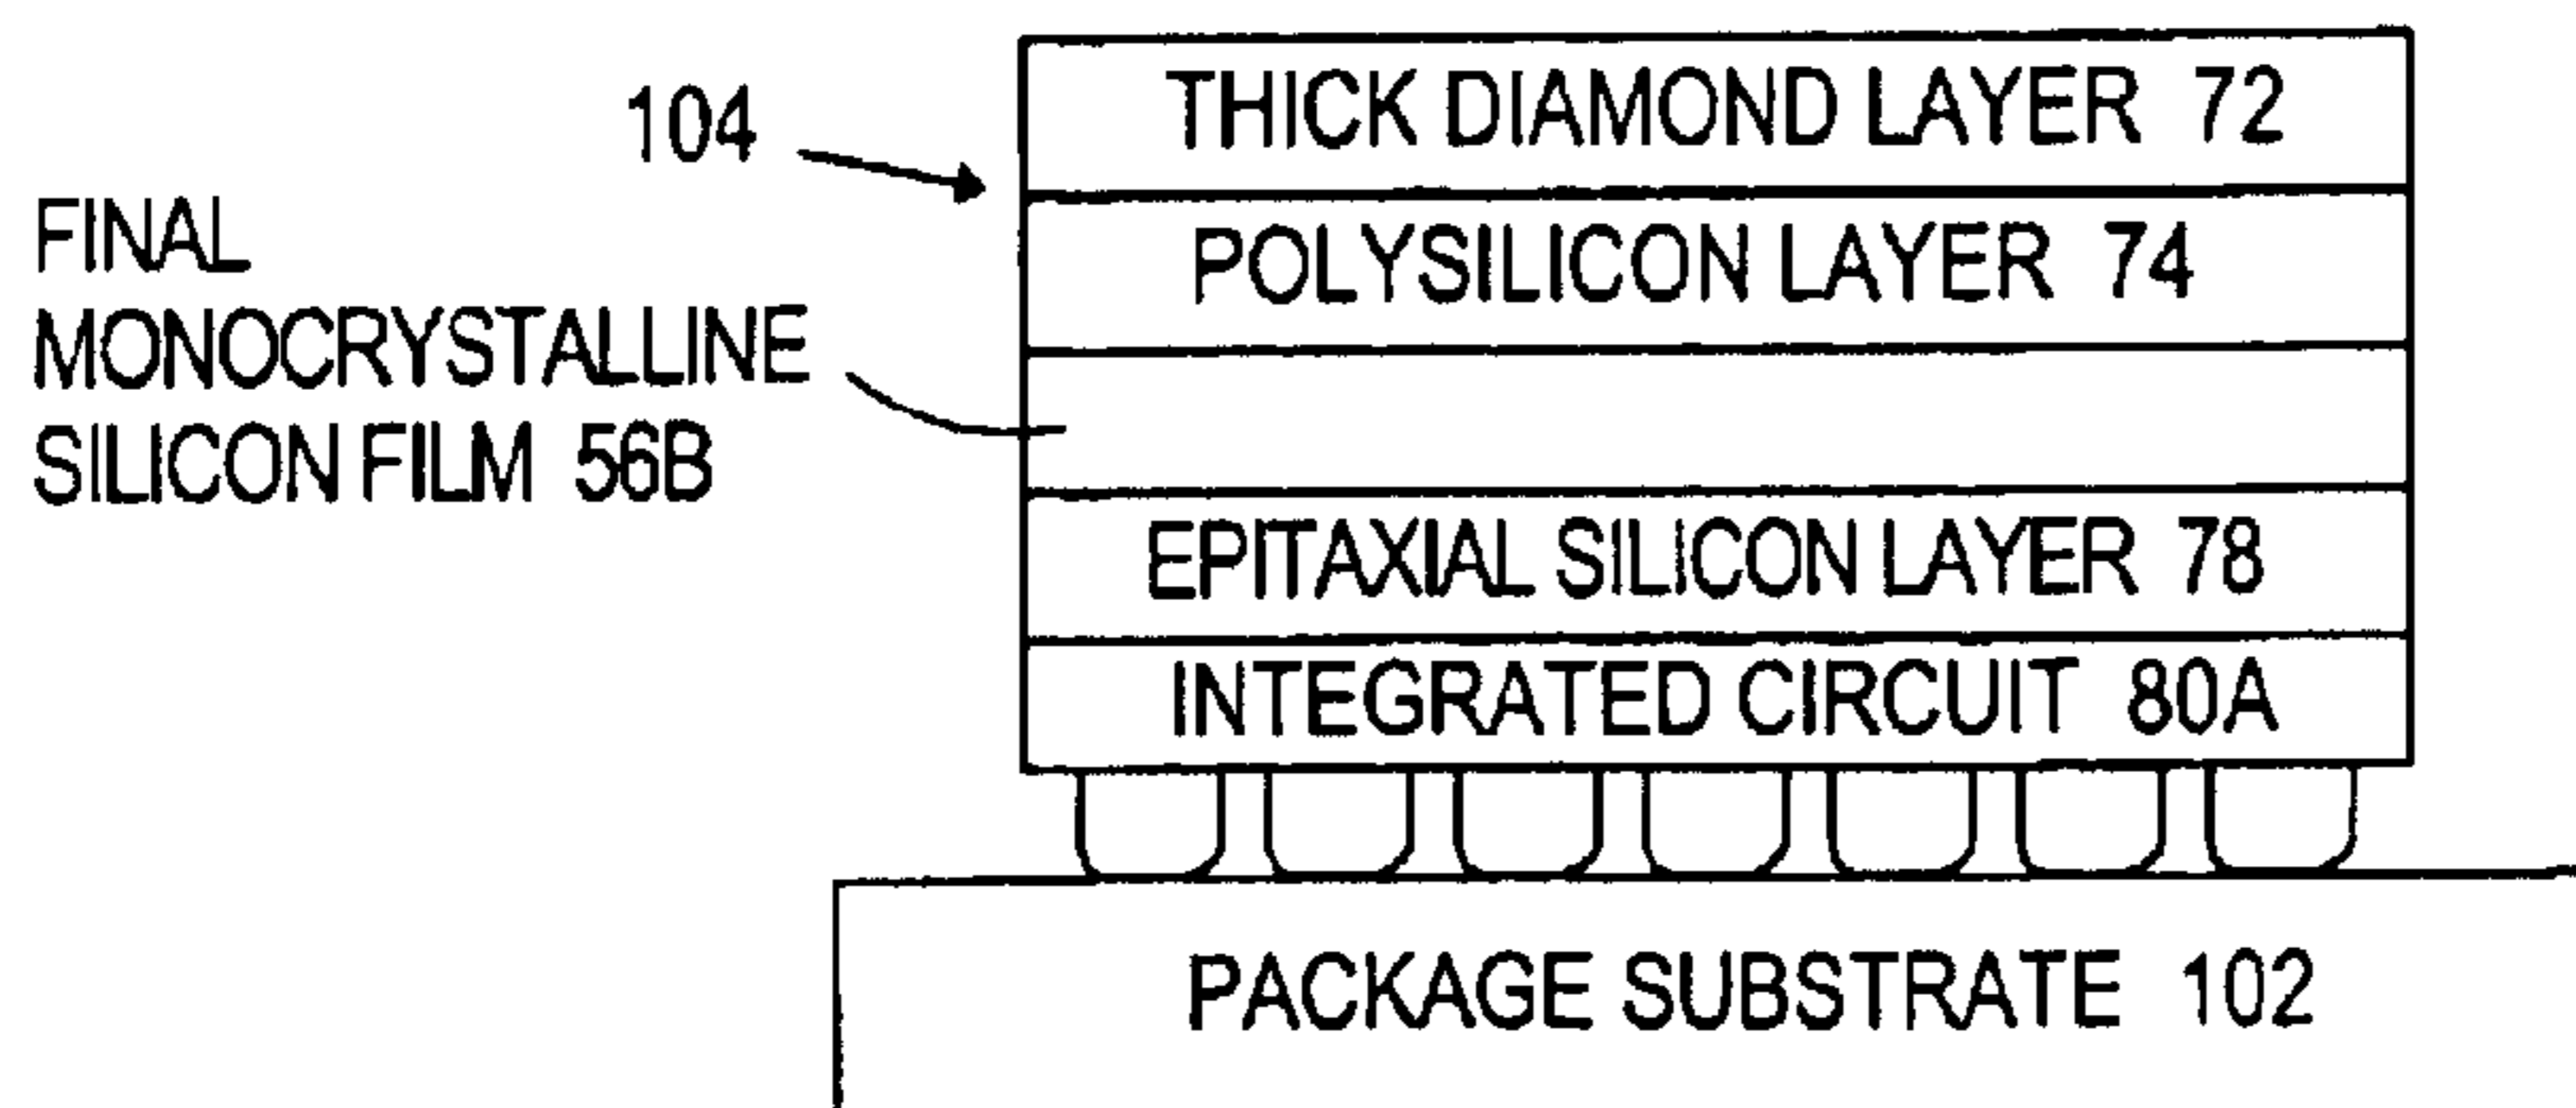 THICK DIAMOND LAYER 72
104
POLYSILICON LAYER 74
FINAL
MONOCRYSTALLINE
SILICON FILM 56B
EPITAXIAL SILICON LAYER 78
INTEGRATED CIRCUIT 80A
PACKAGE SUBSTRATE 102